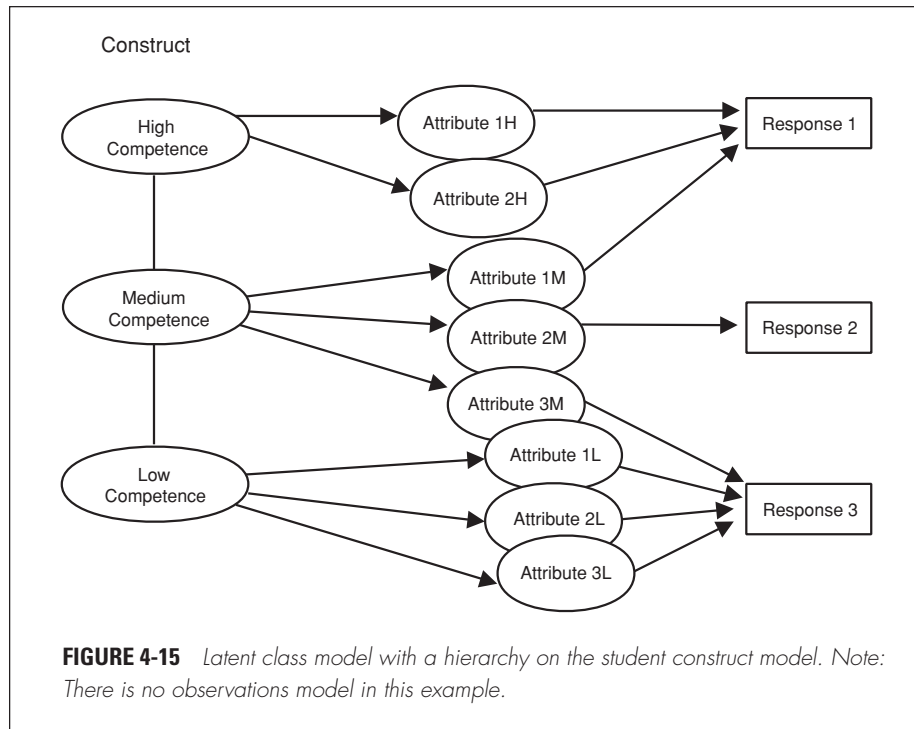 Construct
High
Competence
Attribute 1H
Response 1
Attribute 2H
Attribute 1M
Medium
Competence
Attribute 2M
Response 2
Attribute 3M
Low
Competence
Attribute 1L
Attribute 2L
Response 3
Attribute 3L
FIGURE 4-15 Latent class model with a hierarchy on the student construct model. Note:
There is no observations model in this example.